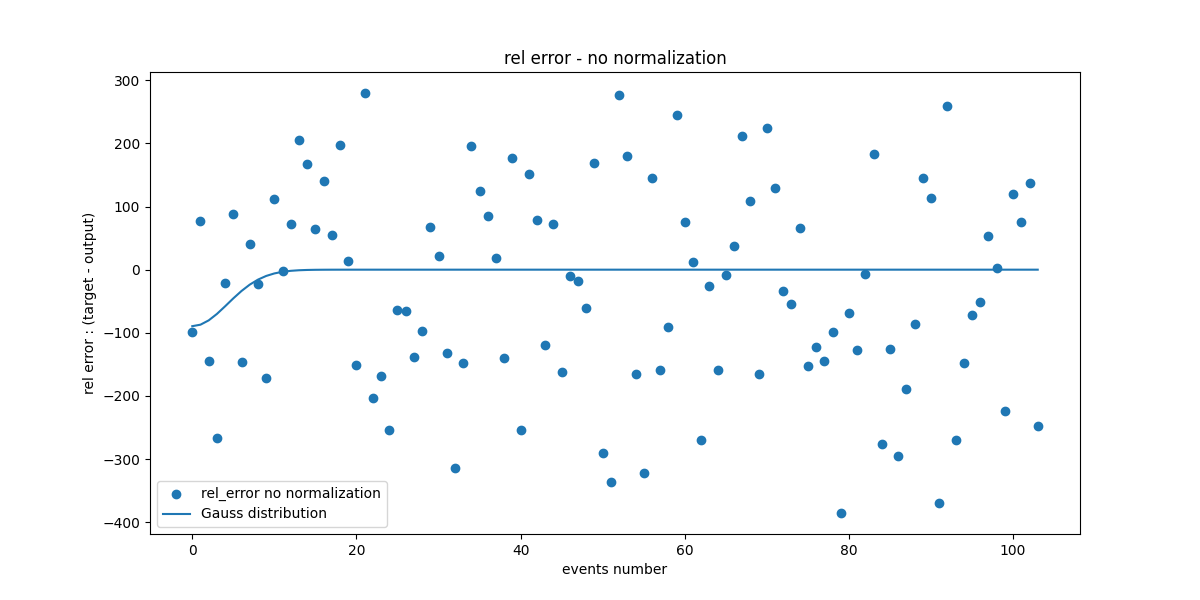 rel error - no normalization
rel error : (target - output)
300
200
100
0
−100
−200
−300
−400
rel_error no normalization
Gauss distribution
0
20
40
60
80
100
events number